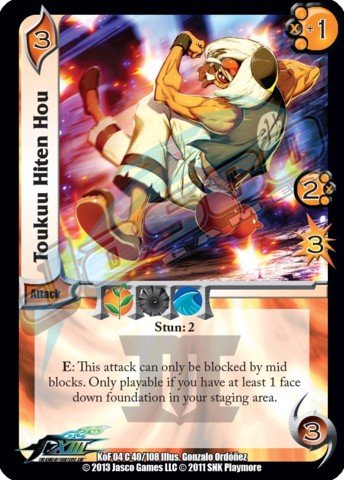 3
+1
Toukuu Hiten Hou
2
3
Attack
Stun: 2
E: This attack can only be blocked by mid
blocks. Only playable if you have at least 1 face
down foundation in your staging area.
XIII
3
KoF 04 C 40/108 Illus. Gonzalo Ordóñez
© 2013 Jasco Games LLC © 2011 SNK Playmore